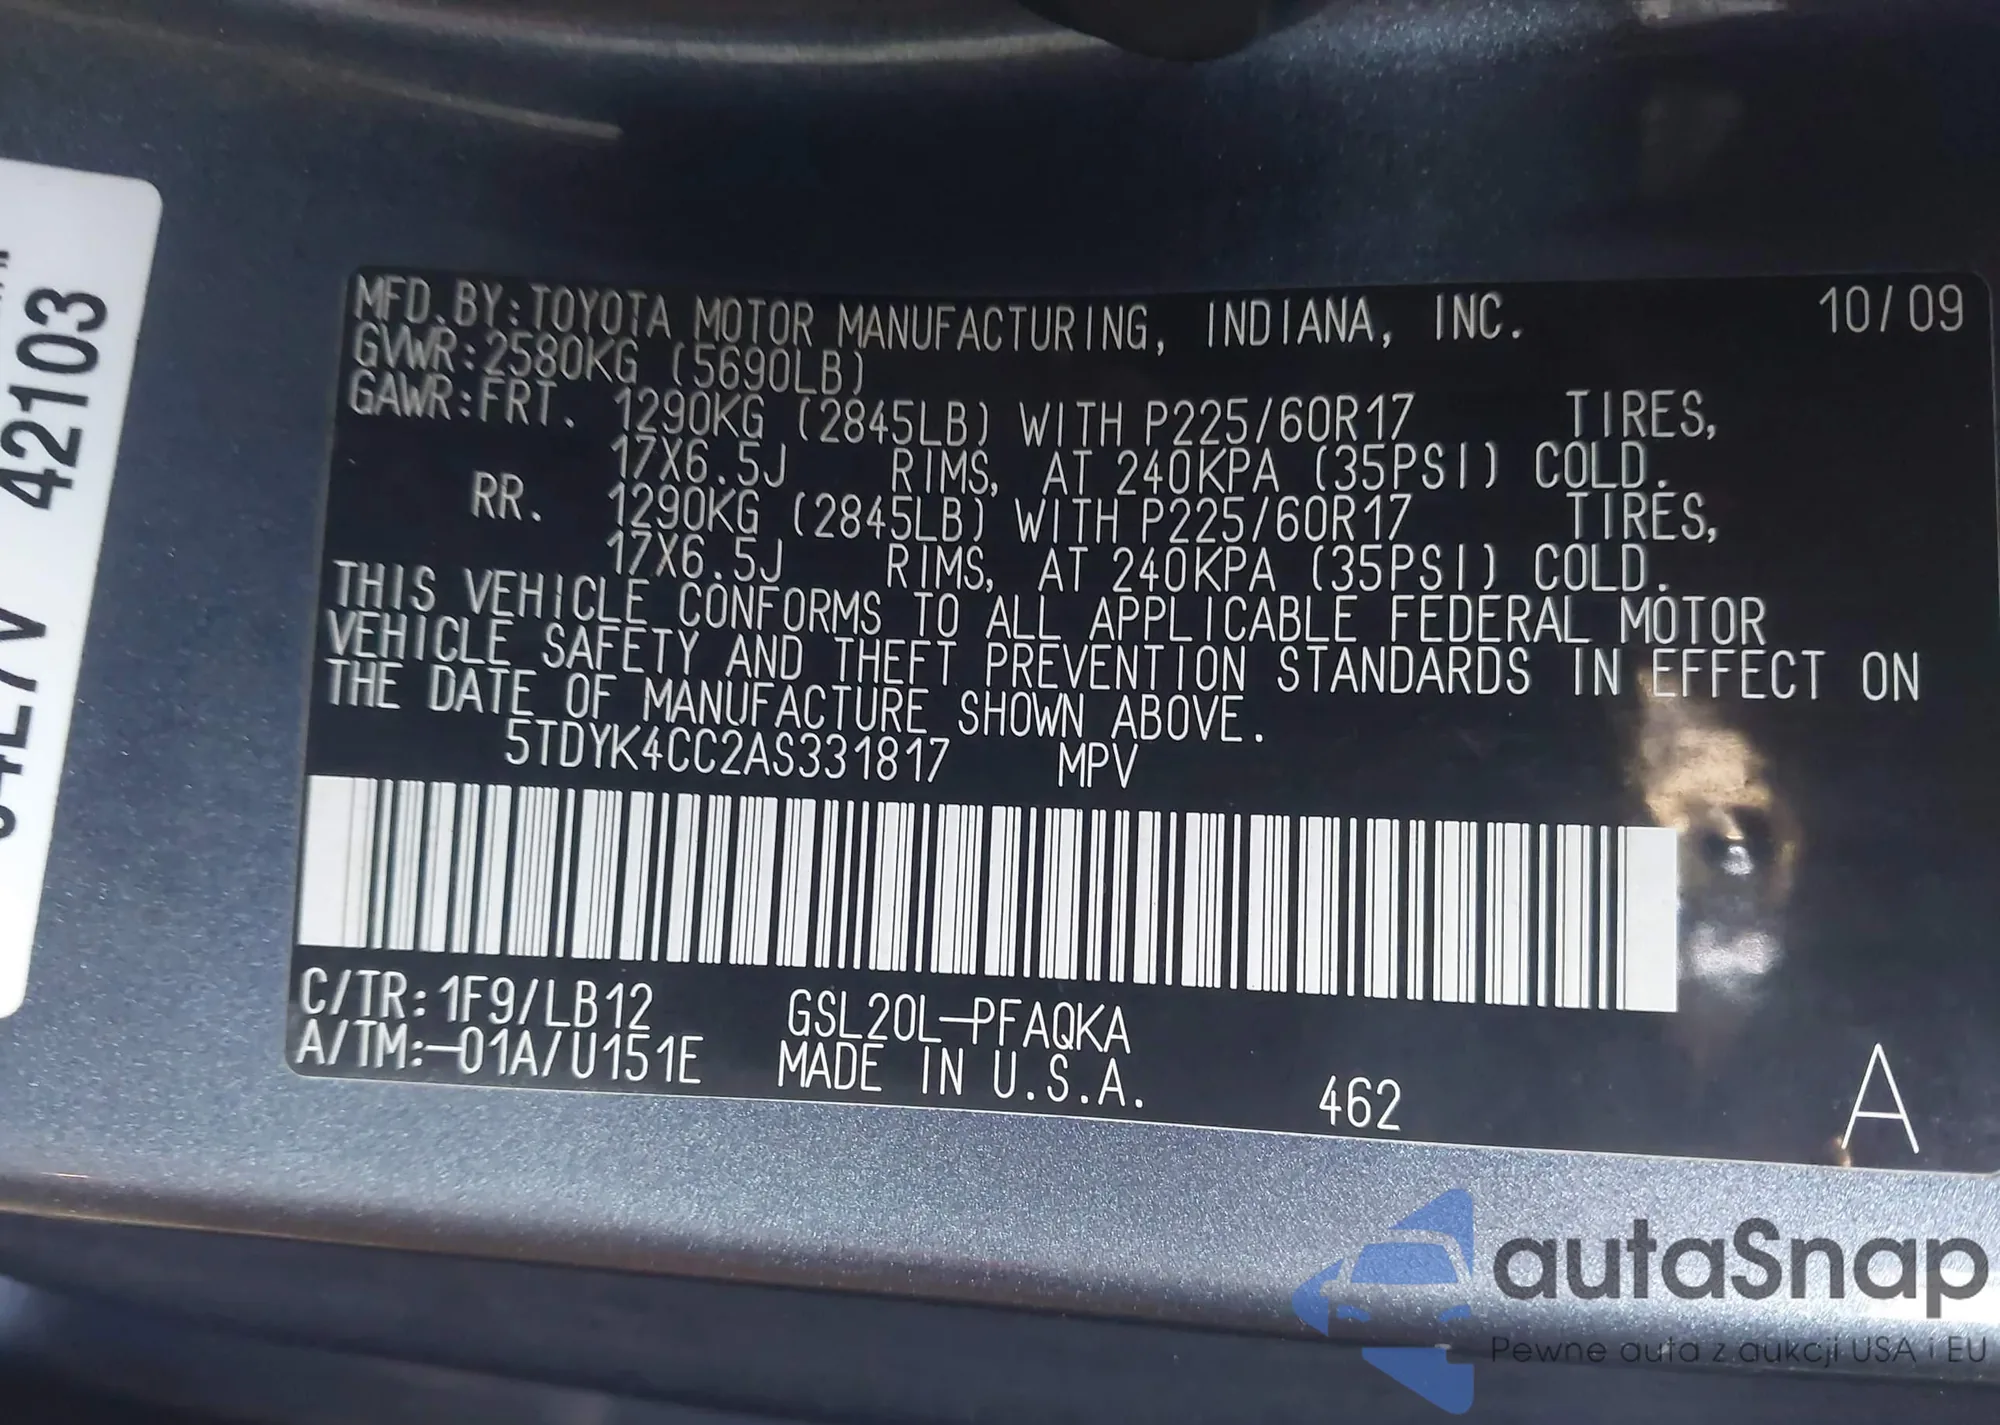 MFD.BY:TOYOTA MOTOR MANUFACTURING, INDIANA, INC. 10/09
GVWR:2580KG (5690LB)
GAWR:FRT. 1290KG (2845LB) WITH P225/60R17 TIRES,
17X6.5J RIMS, AT 240KPA (35PSI) COLD.
RR. 1290KG (2845LB) WITH P225/60R17 TIRES,
17X6.5J RIMS, AT 240KPA (35PSI) COLD.
THIS VEHICLE CONFORMS TO ALL APPLICABLE FEDERAL MOTOR
VEHICLE SAFETY AND THEFT PREVENTION STANDARDS IN EFFECT ON
THE DATE OF MANUFACTURE SHOWN ABOVE.
5TDYK4CC2AS331817 MPV
C/TR:1F9/LB12 GSL20L-PFAQKA
A/TM:-01A/U151E MADE IN U.S.A. 462 A
42103
autaSnap
Pewne auta z aukcji USA i EU